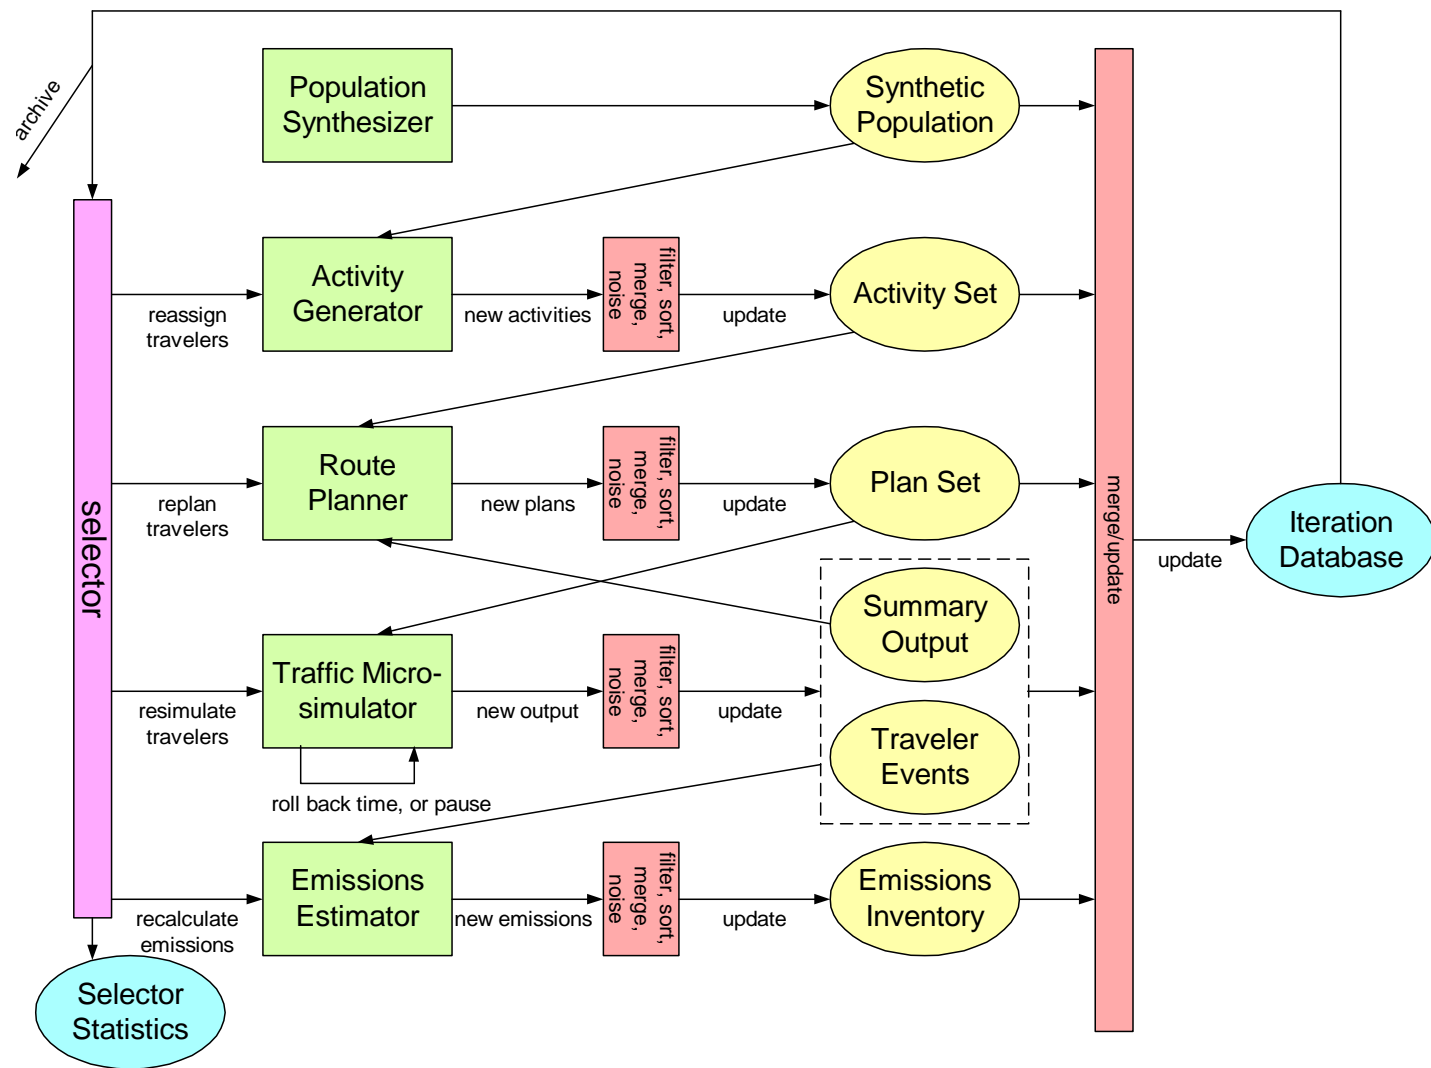 archive
Population
Synthesizer
Synthetic
Population
selector
reassign
travelers
Activity
Generator
new activities
filter, sort,
merge,
noise
update
Activity Set
replan
travelers
Route
Planner
new plans
filter, sort,
merge,
noise
update
Plan Set
merge/update
update
Iteration
Database
Summary
Output
resimulate
travelers
Traffic Micro-
simulator
new output
filter, sort,
merge,
noise
update
Traveler
Events
roll back time, or pause
recalculate
emissions
Emissions
Estimator
new emissions
filter, sort,
merge,
noise
update
Emissions
Inventory
Selector
Statistics